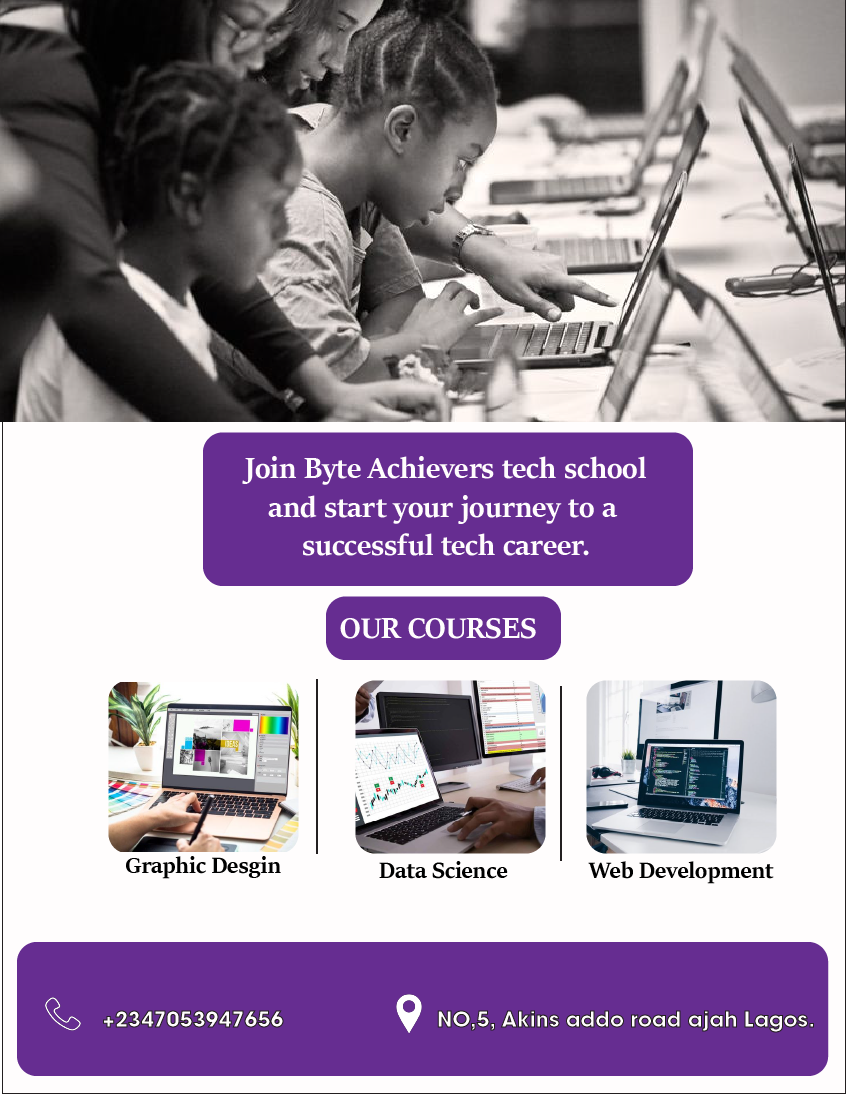 Join Byte Achievers tech school
and start your journey to a
successful tech career.
OUR COURSES
Graphic Desgin
Data Science
Web Development
+2347053947656
NO,5, Akins addo road ajah Lagos.